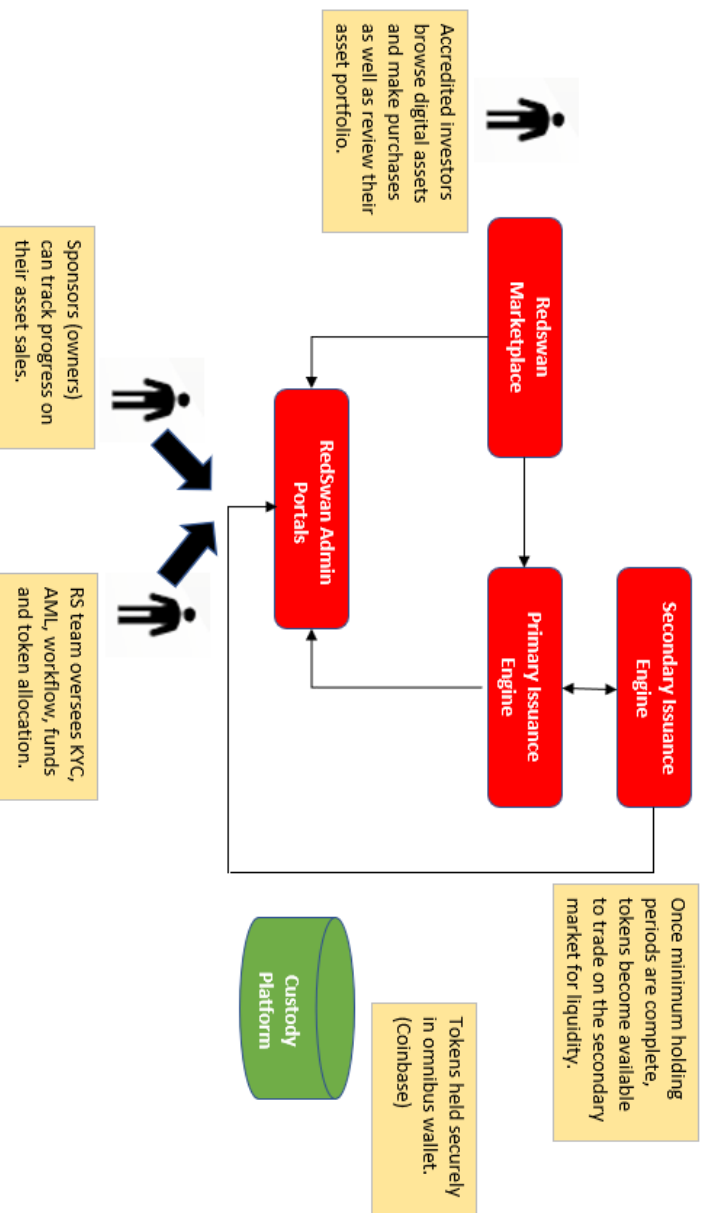 Accredited investors
browse digital assets
and make purchases
as well as review their
asset portfolio.
Redswan
Marketplace
Secondary Issuance
Engine
Primary Issuance
Engine
Once minimum holding
periods are complete,
tokens become available
to trade on the secondary
market for liquidity.
RedSwan Admin
Portals
Tokens held securely
in omnibus wallet.
(Coinbase)
Custody
Platform
Sponsors (owners)
can track progress on
their asset sales.
RS team oversees KYC,
AML, workflow, funds
and token allocation.